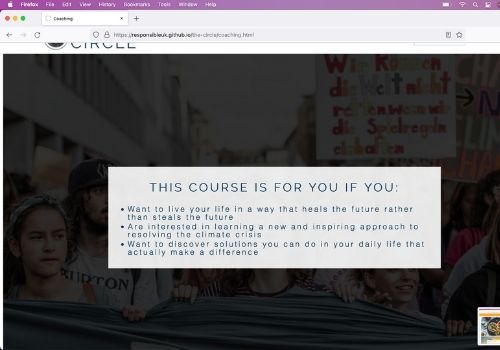 Firefox File Edit View History Bookmarks Tools Window Help
Coaching
https://responsibleuk.github.io/the-circle/coaching.html
CIRCLE
Wir können
die Welt nicht
retten wenn wir
die Spielregeln
einhalten
THIS COURSE IS FOR YOU IF YOU:
• Want to live your life in a way that heals the future rather
than steals the future
• Are interested in learning a new and inspiring approach to
resolving the climate crisis
• Want to discover solutions you can do in your daily life that
actually make a difference
BURTON